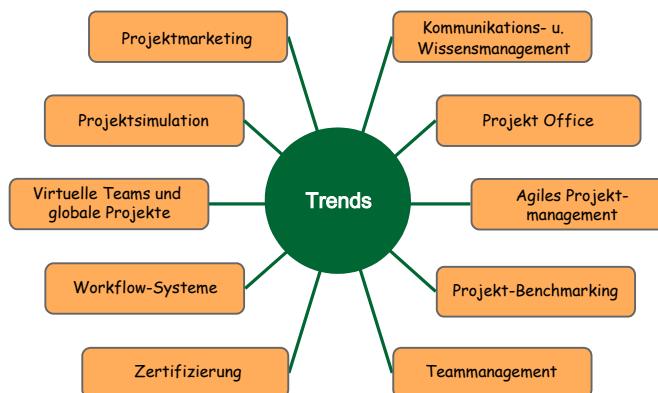 Projektmarketing
Kommunikations- u.
Wissensmanagement
Projektsimulation
Projekt Office
Virtuelle Teams und
globale Projekte
Trends
Agiles Projekt-
management
Workflow-Systeme
Projekt-Benchmarking
Zertifizierung
Teammanagement